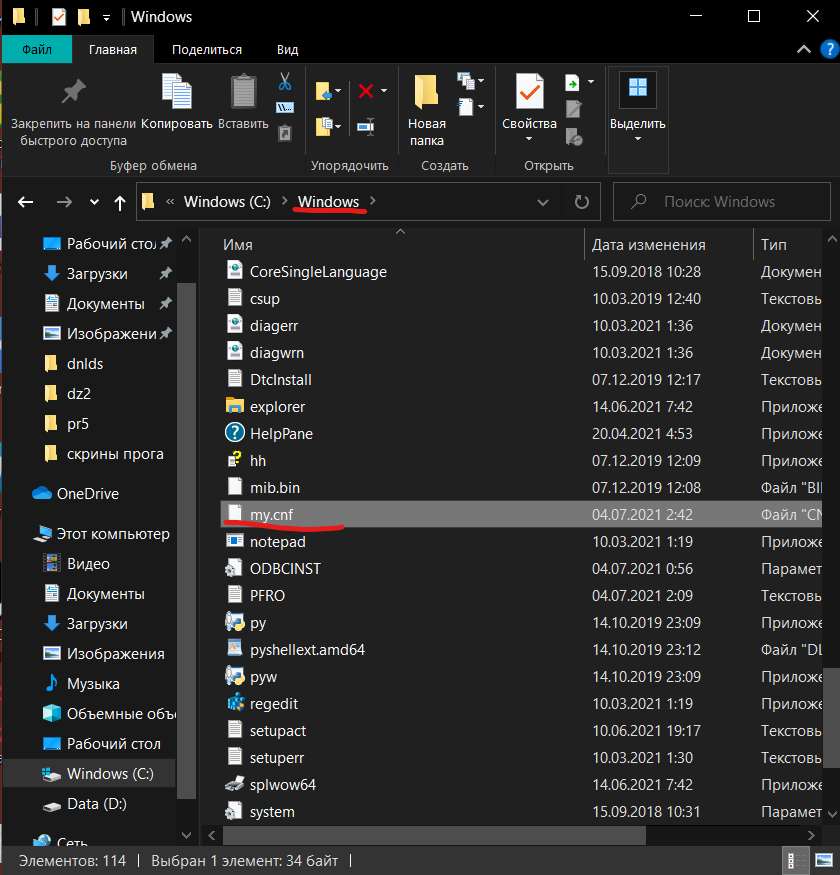 Windows
Файл Главная Поделиться Вид
Закрепить на панели быстрого доступа
Копировать
Вставить
Новая папка
Свойства
Выделить
Буфер обмена Упорядочить Создать Открыть
« Windows (C:) > Windows > Поиск: Windows
Рабочий стол
Загрузки
Документы
Изображени
dnlds
dz2
pr5
скрины прога
OneDrive
Этот компьютер
Видео
Документы
Загрузки
Изображения
Музыка
Объемные объ
Рабочий стол
Windows (C:)
Data (D:)
Сеть
Имя Дата изменения Тип
CoreSingleLanguage 15.09.2018 10:28 Докумен
csup 10.03.2019 12:40 Текстовь
diagerr 10.03.2021 1:36 Докумен
diagwrn 10.03.2021 1:36 Докумен
DtcInstall 07.12.2019 12:17 Текстовь
explorer 14.06.2021 7:42 Приложе
HelpPane 20.04.2021 4:53 Приложе
hh 07.12.2019 12:09 Приложе
mib.bin 07.12.2019 12:08 Файл "BI
my.cnf 04.07.2021 2:42 Файл "CN
notepad 10.03.2021 1:19 Приложе
ODBCINST 04.07.2021 0:56 Парамет
PFRO 04.07.2021 2:09 Текстовь
py 14.10.2019 23:09 Приложе
pyshellext.amd64 14.10.2019 23:12 Файл "DL
pyw 14.10.2019 23:09 Приложе
regedit 10.03.2021 1:19 Приложе
setupact 10.06.2021 19:17 Текстовь
setuperr 10.03.2021 1:30 Текстовь
splwow64 14.06.2021 7:42 Приложе
system 15.09.2018 10:31 Парамет
Элементов: 114 Выбран 1 элемент: 34 байт